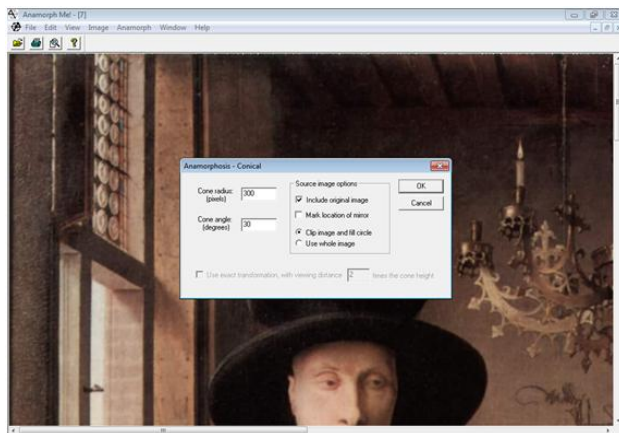 Anamorph Me! - [7]
File Edit View Image Anamorph Window Help
Anamorphosis - Conical
Cone radius: 300
(pixels)
Cone angle: 30
(degrees)
Source image options
Include original image
Mark location of mirror
Clip image and fill circle
Use whole image
OK
Cancel
Use exact transformation, with viewing distance 2 times the cone height